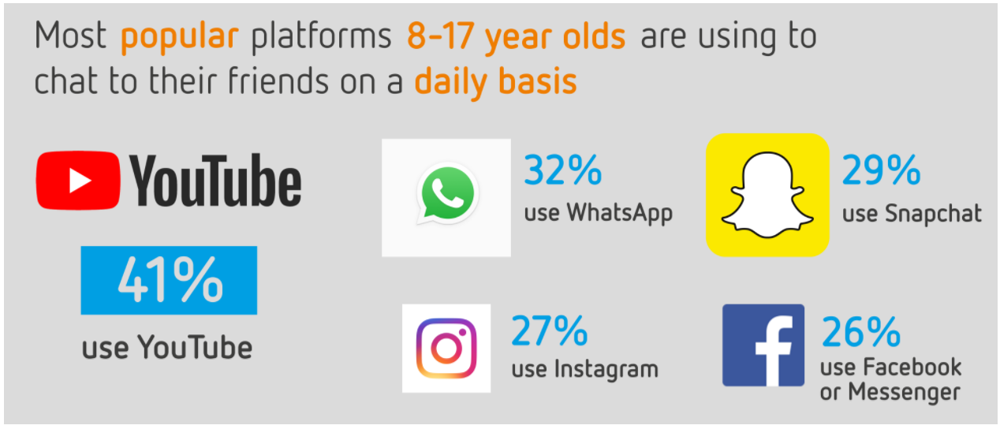 Most popular platforms 8-17 year olds are using to
chat to their friends on a daily basis
YouTube
41%
use YouTube
32%
use WhatsApp
29%
use Snapchat
27%
use Instagram
26%
use Facebook
or Messenger